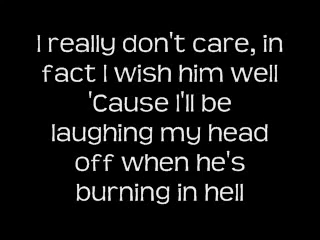 I really don't care, in
fact I wish him well
'Cause I'll be
laughing my head
off when he's
burning in hell